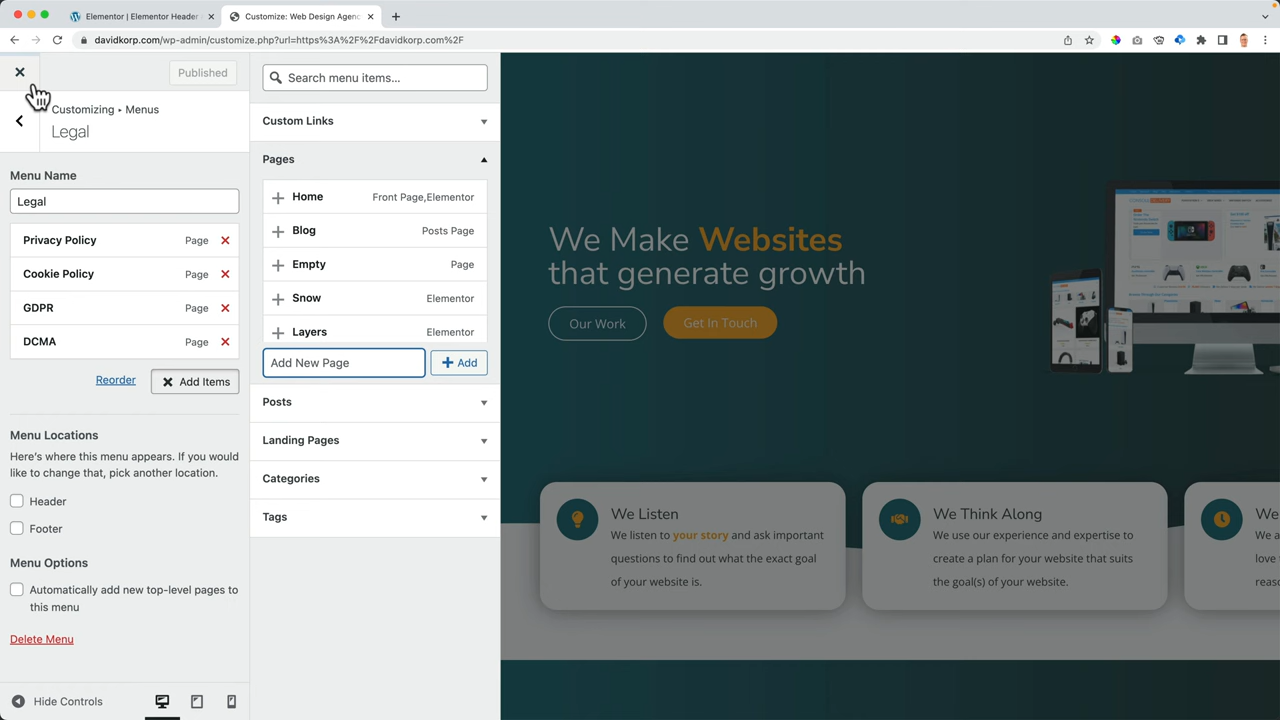 Elementor | Elementor Header
Customize: Web Design Agenc
davidkorp.com/wp-admin/customize.php?url=https%3A%2F%2Fdavidkorp.com%2F
Published
Customizing ▸ Menus
Legal
Menu Name
Legal
Privacy Policy Page
Cookie Policy Page
GDPR Page
DCMA Page
Reorder
Add Items
Menu Locations
Here's where this menu appears. If you would
like to change that, pick another location.
Header
Footer
Menu Options
Automatically add new top-level pages to
this menu
Delete Menu
Hide Controls
Search menu items...
Custom Links
Pages
Home Front Page,Elementor
Blog Posts Page
Empty Page
Snow Elementor
Layers Elementor
Add New Page
+ Add
Posts
Landing Pages
Categories
Tags
We Make Websites
that generate growth
Our Work
Get In Touch
We Listen
We listen to your story and ask important
questions to find out what the exact goal
of your website is.
We Think Along
We use our experience and expertise to
create a plan for your website that suits
the goal(s) of your website.
We
We a
love
reaso